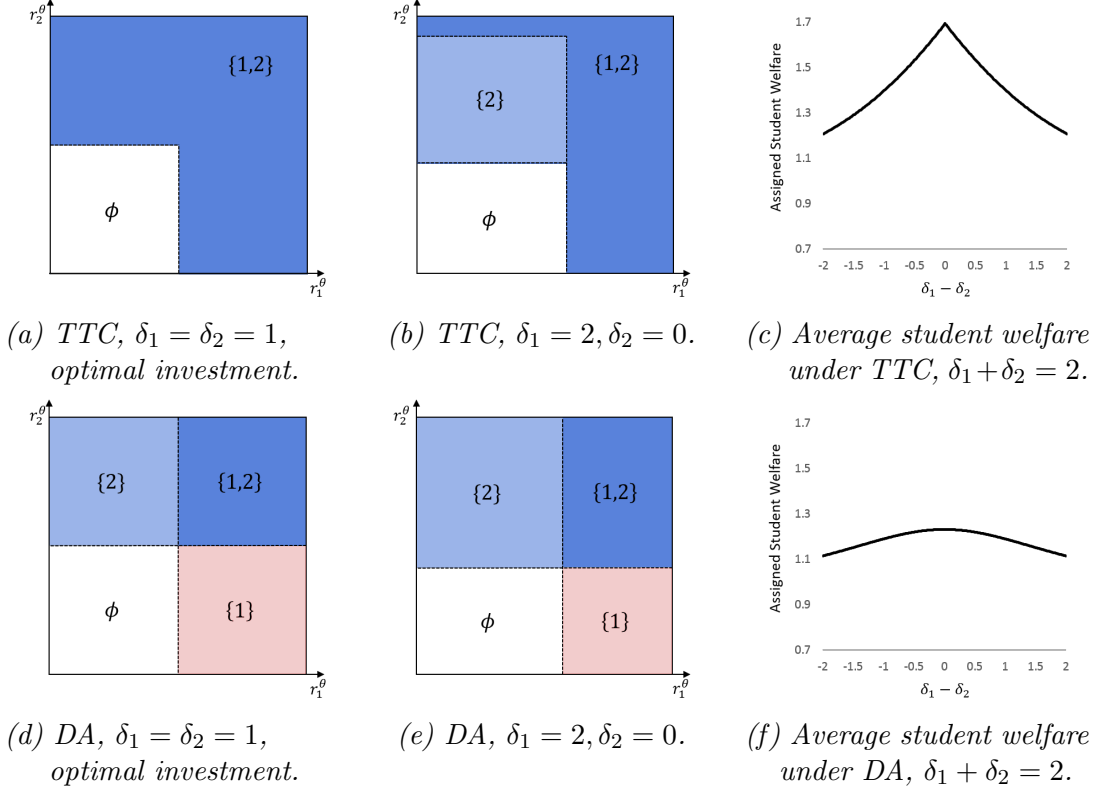 r₂^θ
{1,2}
ϕ
r₁^θ
(a) TTC, δ₁ = δ₂ = 1,
optimal investment.
r₂^θ
{1,2}
{2}
ϕ
r₁^θ
(b) TTC, δ₁ = 2, δ₂ = 0.
Assigned Student Welfare
1.7
1.5
1.3
1.1
0.9
0.7
-2 -1.5 -1 -0.5 0 0.5 1 1.5 2
δ₁ − δ₂
(c) Average student welfare
under TTC, δ₁+δ₂ = 2.
r₂^θ
{2} {1,2}
ϕ {1}
r₁^θ
(d) DA, δ₁ = δ₂ = 1,
optimal investment.
r₂^θ
{2} {1,2}
ϕ {1}
r₁^θ
(e) DA, δ₁ = 2, δ₂ = 0.
Assigned Student Welfare
1.7
1.5
1.3
1.1
0.9
0.7
-2 -1.5 -1 -0.5 0 0.5 1 1.5 2
δ₁ − δ₂
(f) Average student welfare
under DA, δ₁ + δ₂ = 2.